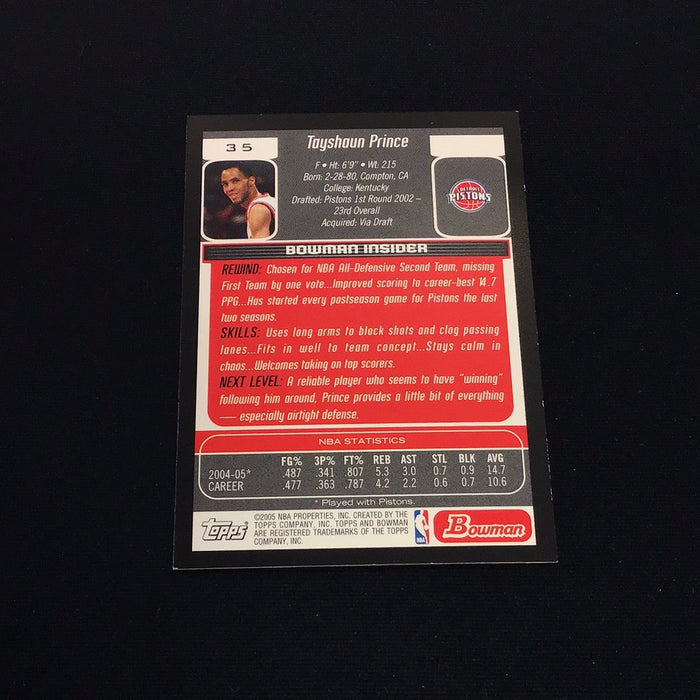 35
Tayshaun Prince
F • Ht: 6'9" • Wt: 215
Born: 2-28-80, Compton, CA
College: Kentucky
Drafted: Pistons 1st Round 2002 –
23rd Overall
Acquired: Via Draft
DETROIT
PISTONS
BOWMAN INSIDER
REWIND: Chosen for NBA All-Defensive Second Team, missing
First Team by one vote...Improved scoring to career-best 14.7
PPG...Has started every postseason game for Pistons the last
two seasons.
SKILLS: Uses long arms to block shots and clog passing
lanes...Fits in well to team concept...Stays calm in
chaos...Welcomes taking on top scorers.
NEXT LEVEL: A reliable player who seems to have "winning"
following him around, Prince provides a little bit of everything
— especially airtight defense.
NBA STATISTICS
FG% 3P% FT% REB AST STL BLK AVG
2004-05* .487 .341 .807 5.3 3.0 0.7 0.9 14.7
CAREER .477 .363 .787 4.2 2.2 0.6 0.7 10.6
* Played with Pistons.
topps
©2005 NBA PROPERTIES, INC. CREATED BY THE
TOPPS COMPANY, INC. TOPPS AND BOWMAN
ARE REGISTERED TRADEMARKS OF THE TOPPS
COMPANY, INC.
NBA
B Bowman